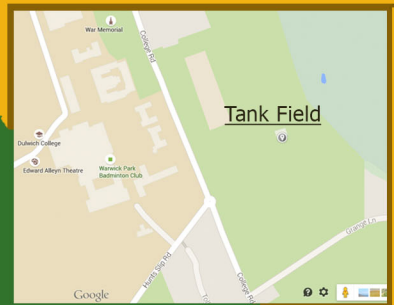 War Memorial
College Rd
Tank Field
Dulwich College
Edward Alleyn Theatre
Warwick Park
Badminton Club
Grange Ln
Hunts Slip Rd
College Rd
Google